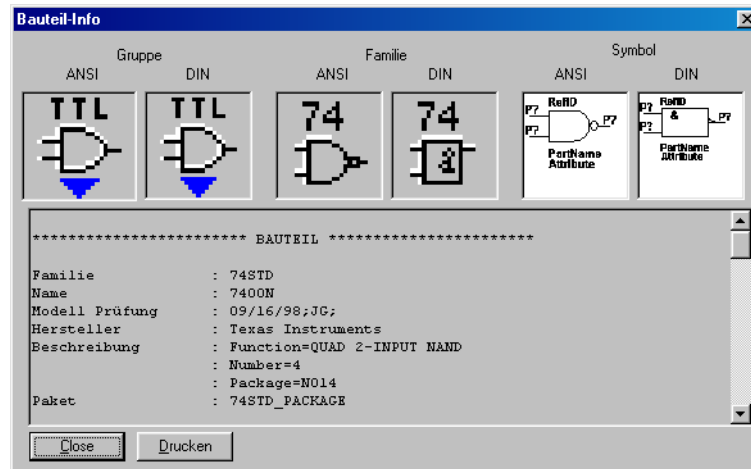 Bauteil-Info
Gruppe
Familie
Symbol
ANSI
DIN
ANSI
DIN
ANSI
DIN
TTL
TTL
74
74
i
RefID
P?
P?
P?
PartName
Attribute
RefID
P?
&
P?
P?
PartName
Attribute
************************ BAUTEIL ***********************
Familie : 74STD
Name : 7400N
Modell Prüfung : 09/16/98;JG;
Hersteller : Texas Instruments
Beschreibung : Function=QUAD 2-INPUT NAND
: Number=4
: Package=NO14
Paket : 74STD_PACKAGE
Close
Drucken